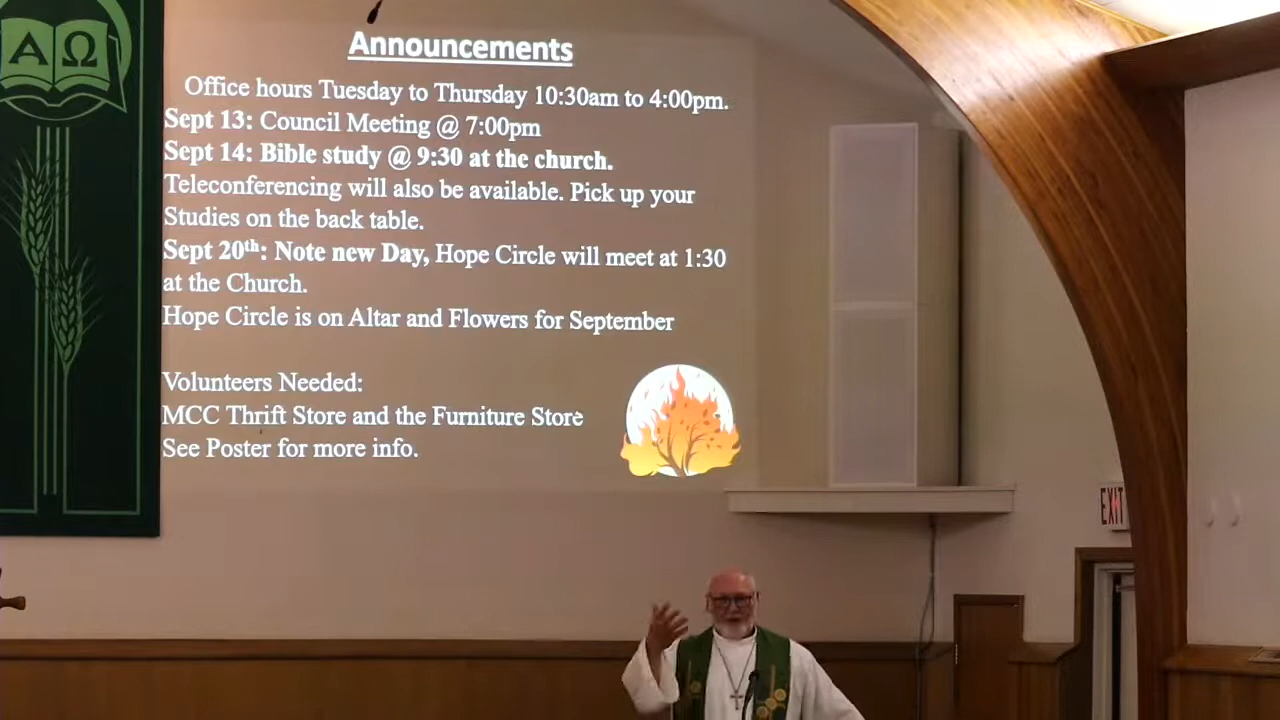 Α Ω
Announcements
Office hours Tuesday to Thursday 10:30am to 4:00pm.
Sept 13: Council Meeting @ 7:00pm
Sept 14: Bible study @ 9:30 at the church.
Teleconferencing will also be available. Pick up your
Studies on the back table.
Sept 20th: Note new Day, Hope Circle will meet at 1:30
at the Church.
Hope Circle is on Altar and Flowers for September
Volunteers Needed:
MCC Thrift Store and the Furniture Store
See Poster for more info.
EXIT